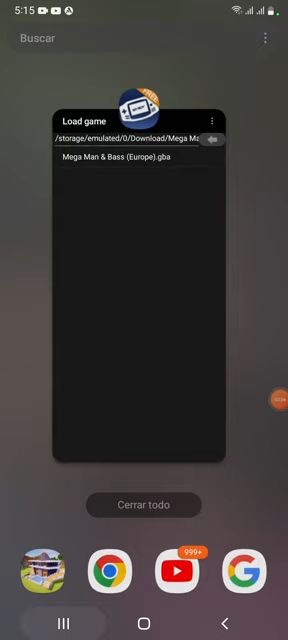 5:15
Buscar
FREE
Load game
/storage/emulated/0/Download/Mega Ma
Mega Man & Bass (Europe).gba
Cerrar todo
999+